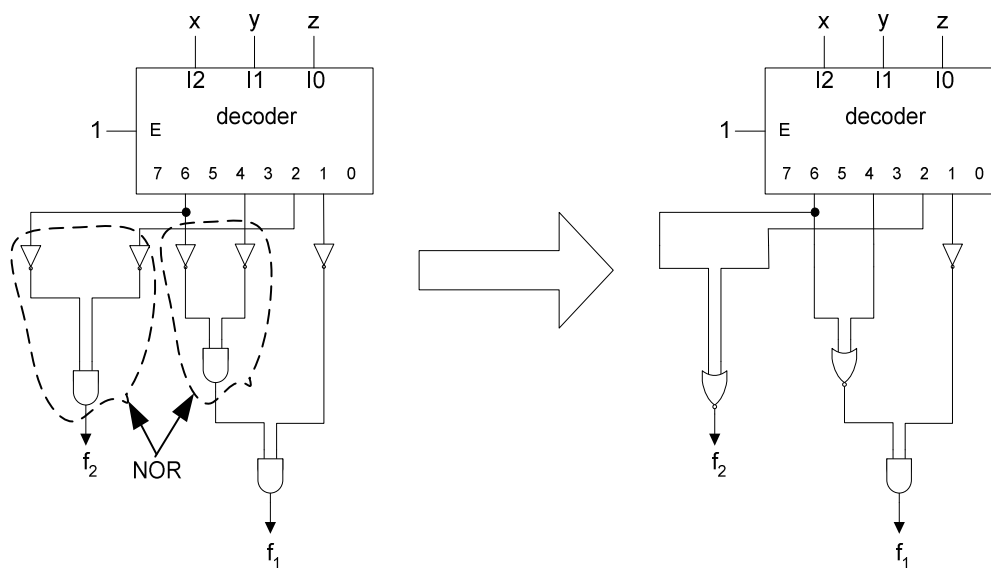 x y z
I2 I1 I0
decoder
1 E
7 6 5 4 3 2 1 0
NOR
f2
f1
x y z
I2 I1 I0
decoder
1 E
7 6 5 4 3 2 1 0
f2
f1